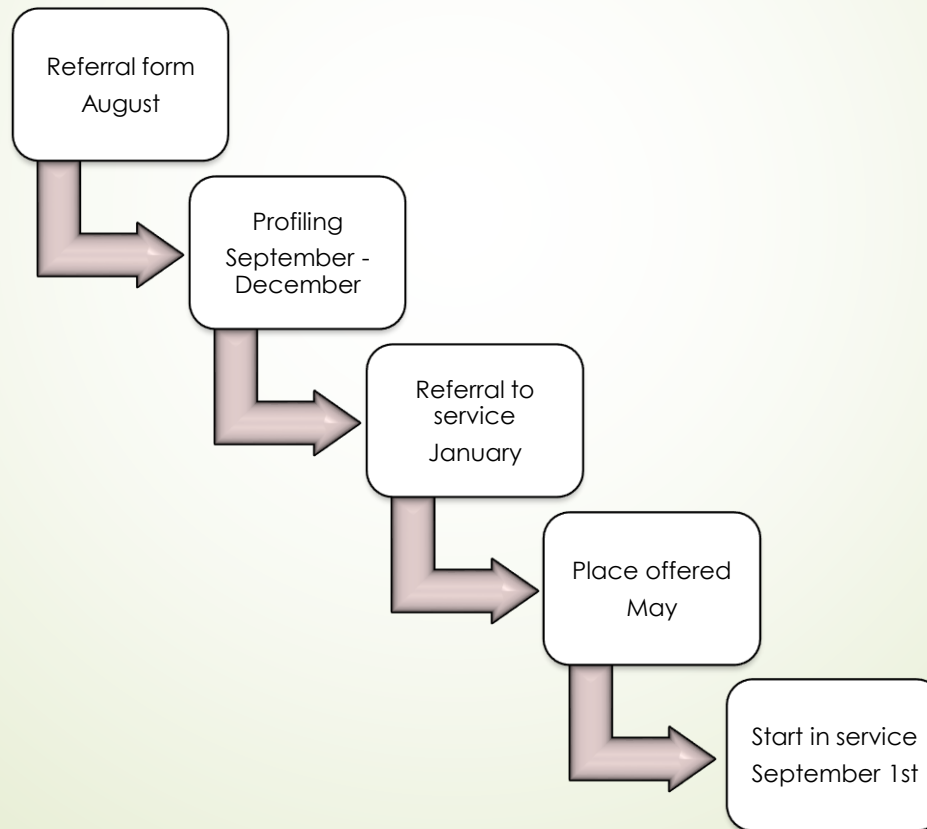 Referral form
August
Profiling
September -
December
Referral to
service
January
Place offered
May
Start in service
September 1st